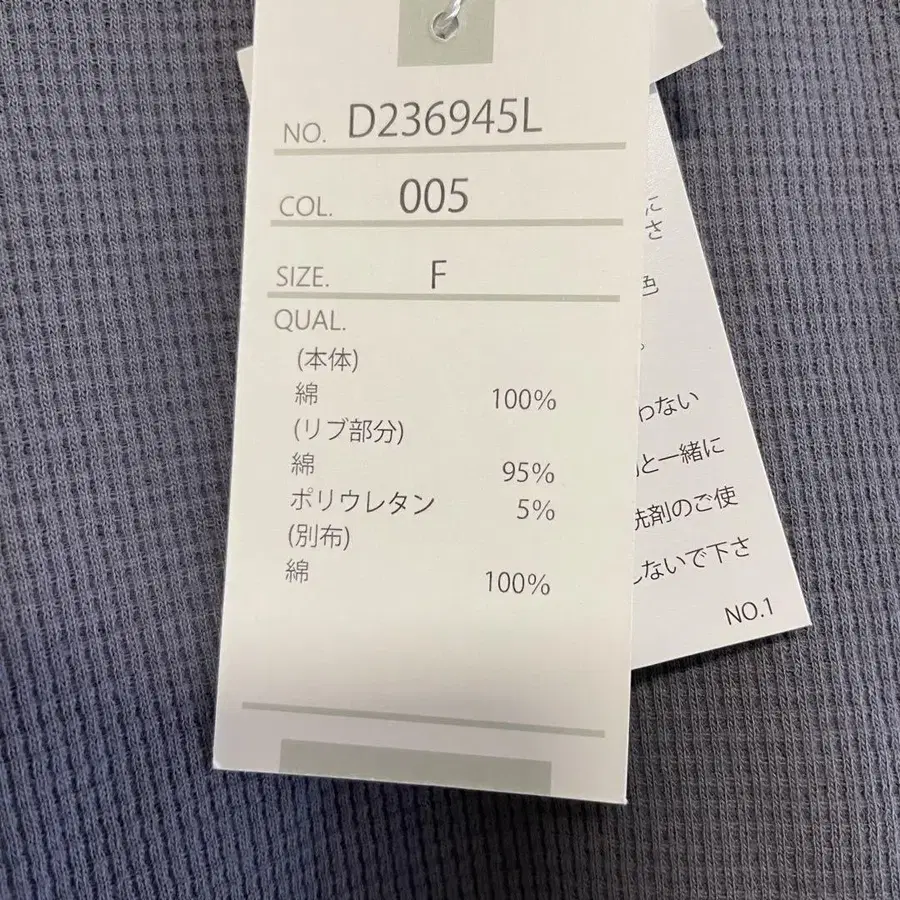 NO. D236945L
COL. 005
SIZE. F
QUAL.
(本体)
綿 100%
(リブ部分)
綿 95%
ポリウレタン 5%
(別布)
綿 100%
に
さ
色
。
わない
と一緒に
洗剤のご使
しないで下さ
NO.1